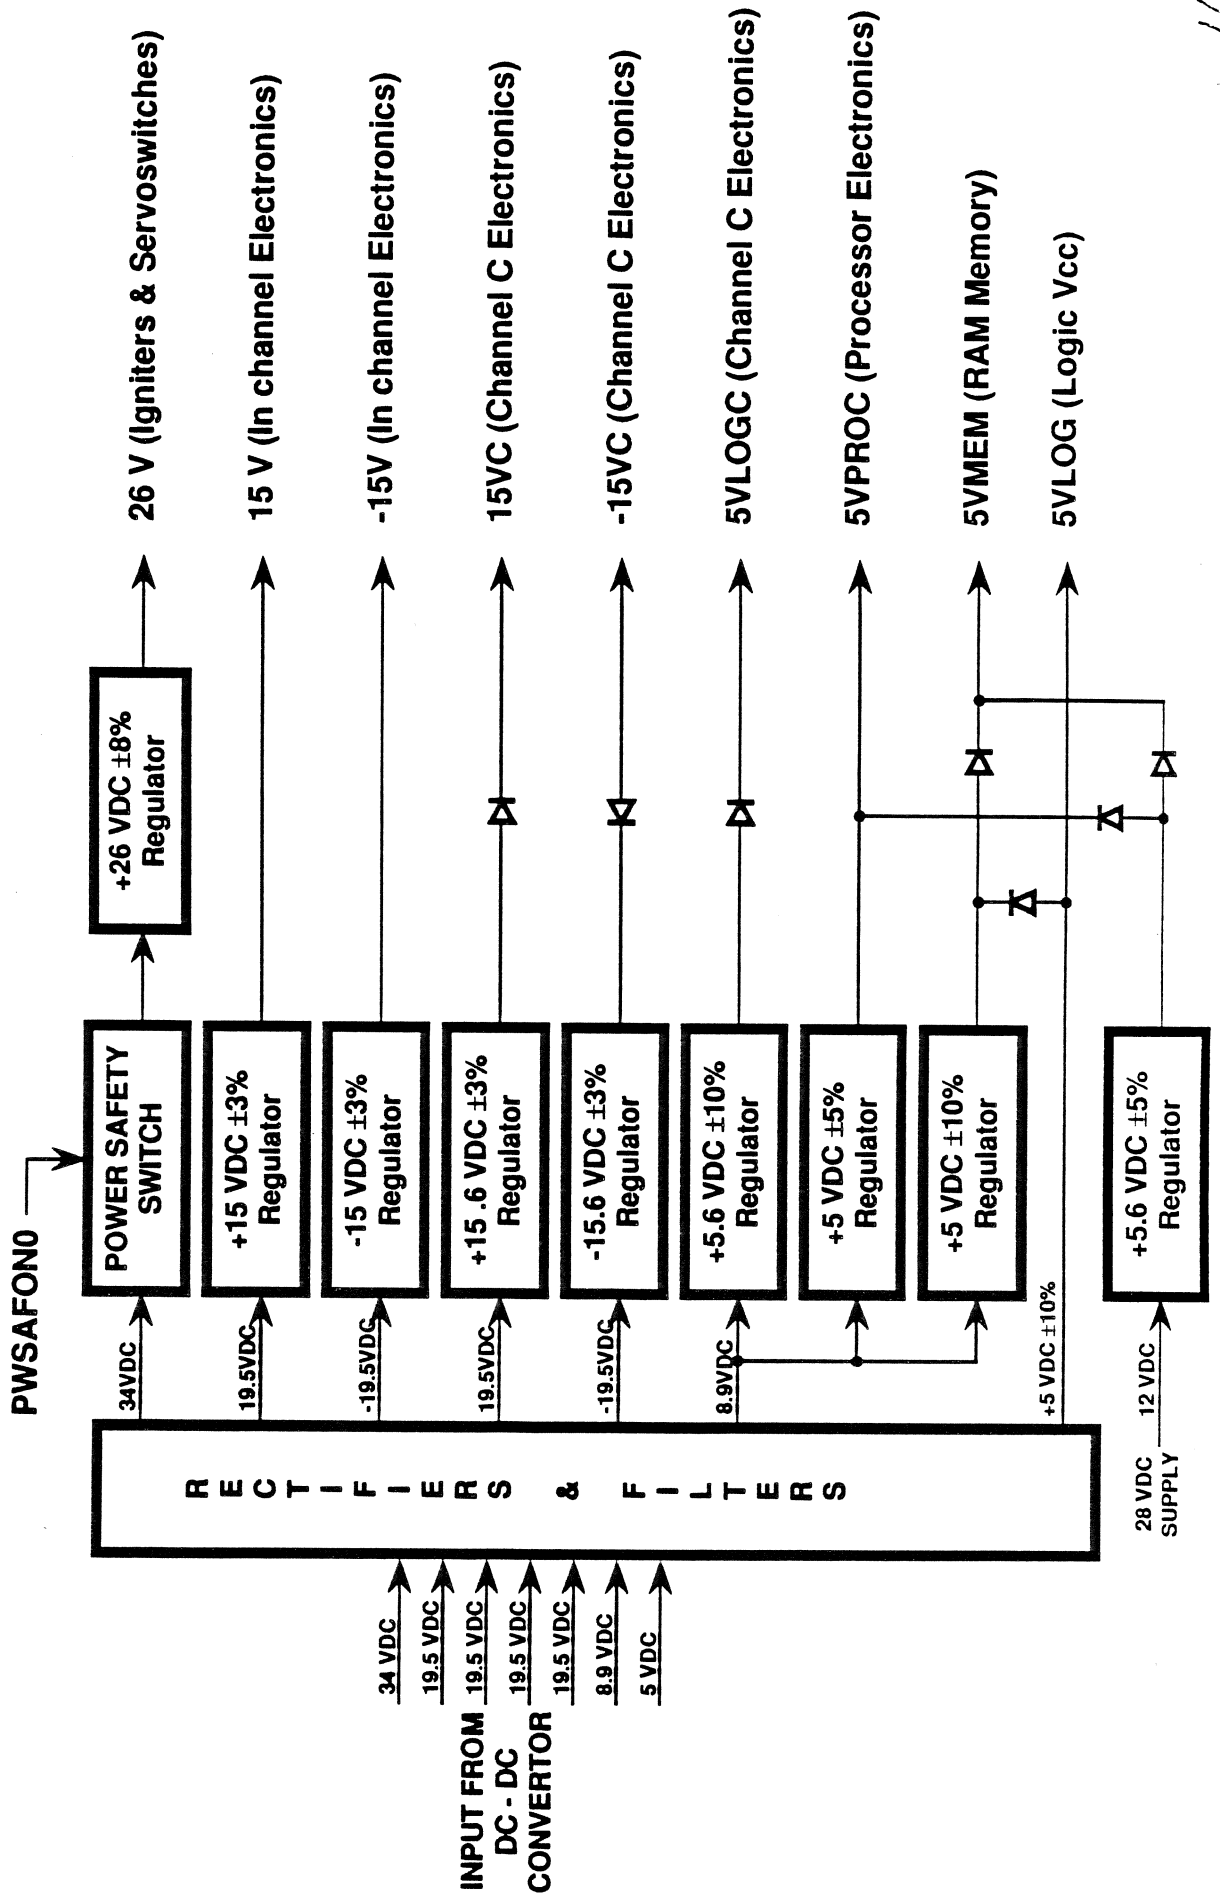 PWSAFON0
INPUT FROM
DC - DC
CONVERTOR
34 VDC
19.5 VDC
19.5 VDC
19.5 VDC
19.5 VDC
8.9 VDC
5 VDC
RECTIFIERS & FILTERS
34VDC
POWER SAFETY
SWITCH
+26 VDC ±8%
Regulator
26 V (Igniters & Servoswitches)
19.5VDC
+15 VDC ±3%
Regulator
15 V (In channel Electronics)
-19.5VDC
-15 VDC ±3%
Regulator
-15V (In channel Electronics)
19.5VDC
+15 .6 VDC ±3%
Regulator
15VC (Channel C Electronics)
-19.5VDC
-15.6 VDC ±3%
Regulator
-15VC (Channel C Electronics)
8.9VDC
+5.6 VDC ±10%
Regulator
5VLOGC (Channel C Electronics)
+5 VDC ±5%
Regulator
5VPROC (Processor Electronics)
+5 VDC ±10%
Regulator
5VMEM (RAM Memory)
+5 VDC ±10%
5VLOG (Logic Vcc)
28 VDC
SUPPLY
12 VDC
+5.6 VDC ±5%
Regulator